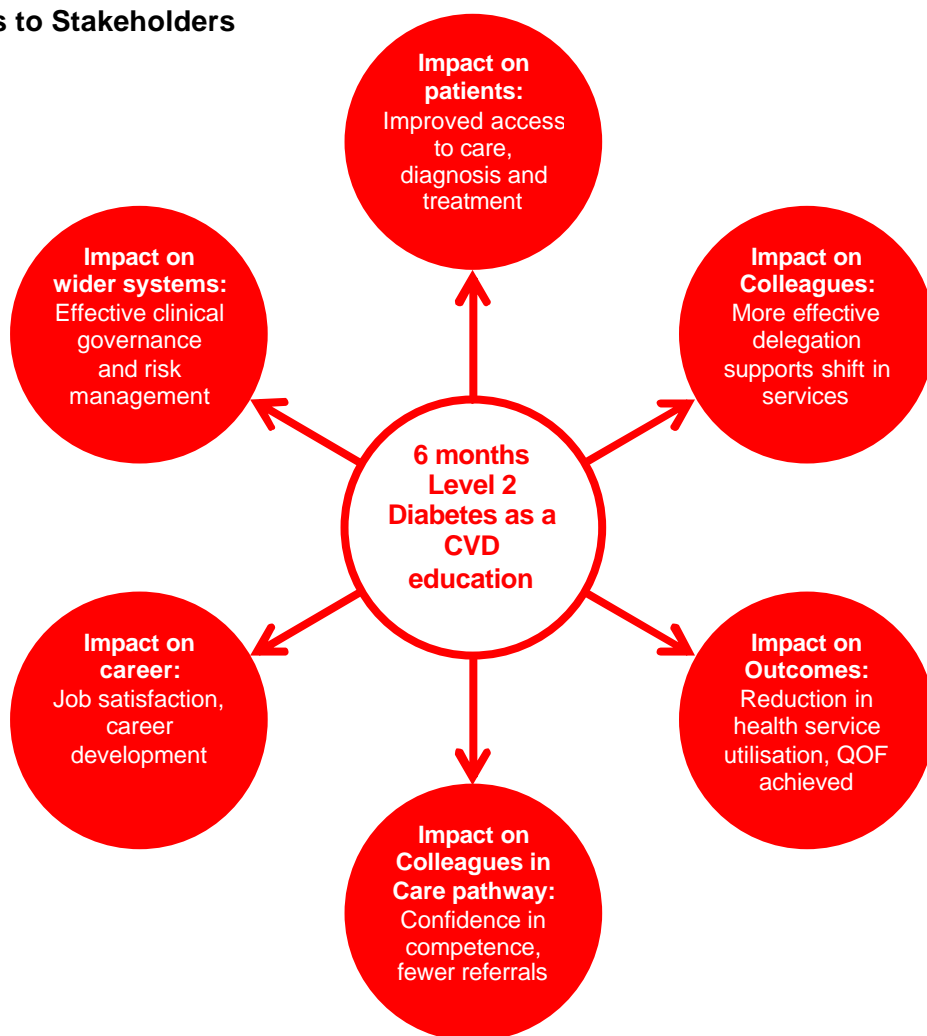 s to Stakeholders
Impact on
patients:
Improved access
to care,
diagnosis and
treatment
Impact on
wider systems:
Effective clinical
governance
and risk
management
Impact on
Colleagues:
More effective
delegation
supports shift in
services
6 months
Level 2
Diabetes as a
CVD
education
Impact on
career:
Job satisfaction,
career
development
Impact on
Outcomes:
Reduction in
health service
utilisation, QOF
achieved
Impact on
Colleagues in
Care pathway:
Confidence in
competence,
fewer referrals